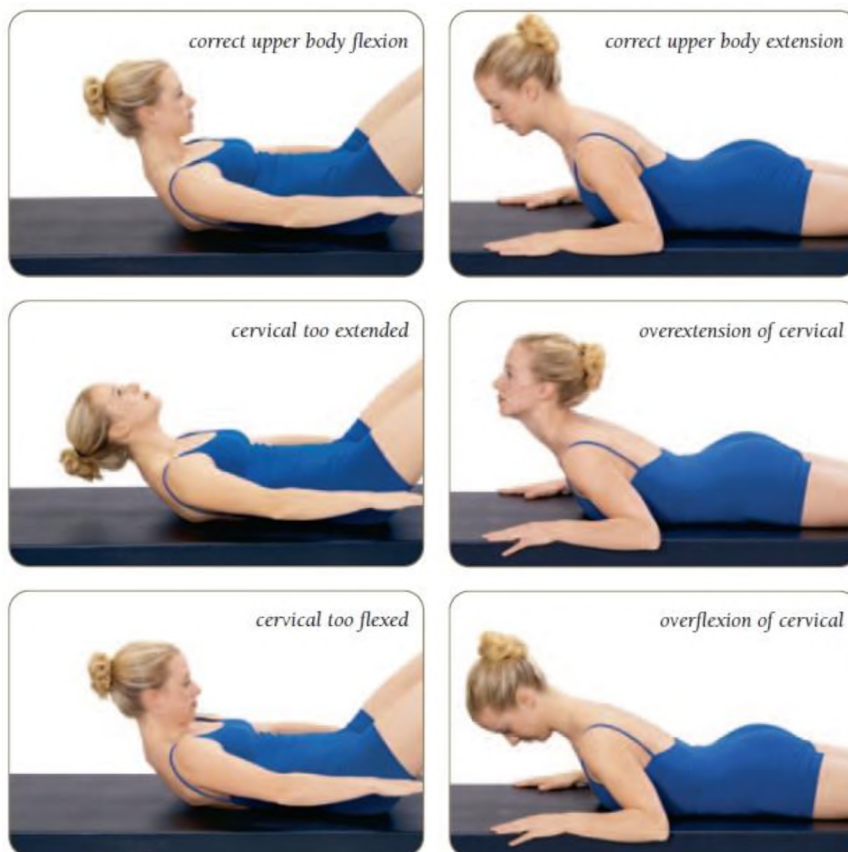 correct upper body flexion
correct upper body extension
cervical too extended
overextension of cervical
cervical too flexed
overflexion of cervical